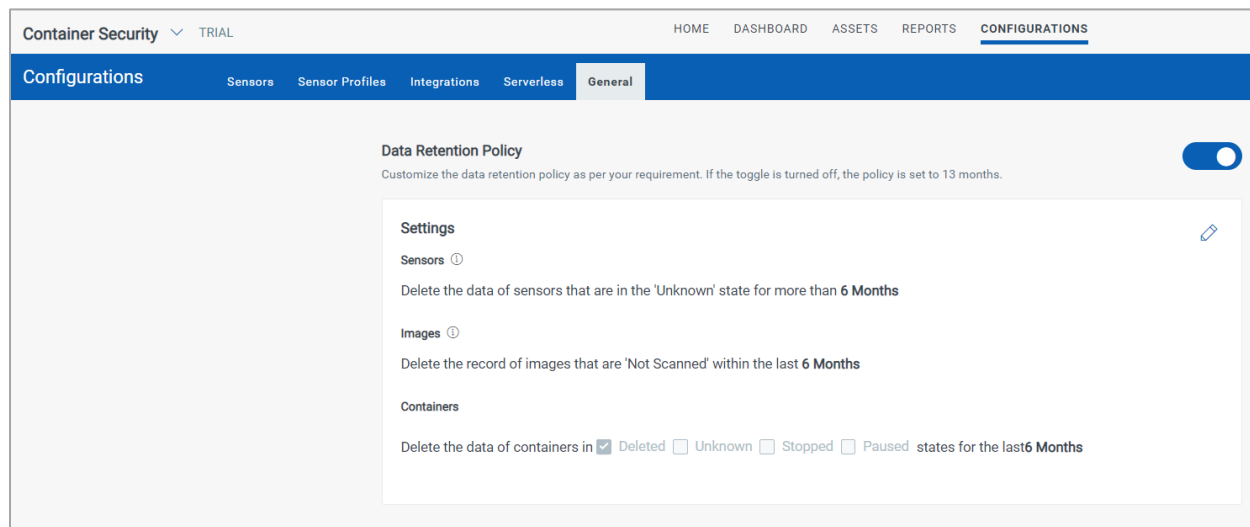 Container Security TRIAL HOME DASHBOARD ASSETS REPORTS CONFIGURATIONS
Configurations Sensors Sensor Profiles Integrations Serverless General
Data Retention Policy
Customize the data retention policy as per your requirement. If the toggle is turned off, the policy is set to 13 months.
Settings
Sensors
Delete the data of sensors that are in the 'Unknown' state for more than 6 Months
Images
Delete the record of images that are 'Not Scanned' within the last 6 Months
Containers
Delete the data of containers in Deleted Unknown Stopped Paused states for the last6 Months